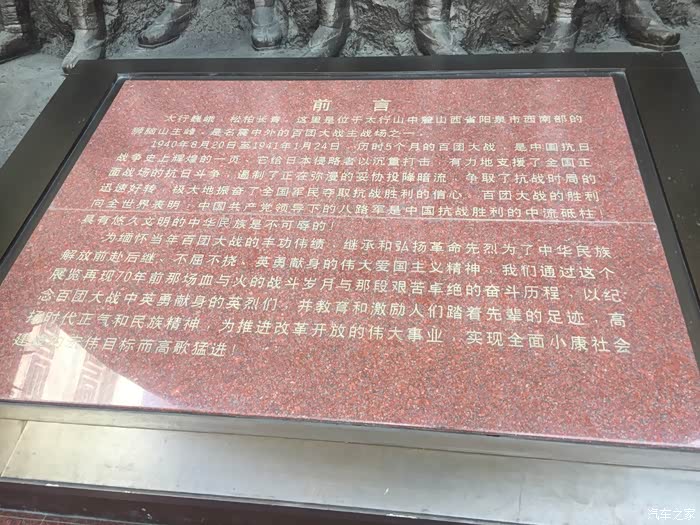 前 言
太行巍峨，松柏长青。这里是位于太行山中麓山西省阳泉市西南部的
狮脑山主峰，是名震中外的百团大战主战场之一。
1940年8月20日至1941年1月24日，历时5个月的百团大战，是中国抗日
战争史上辉煌的一页，它给日本侵略者以沉重打击，有力地支援了全国正
面战场的抗日斗争，遏制了正在弥漫的妥协投降暗流，争取了抗战时局的
迅速好转，极大地振奋了全国军民夺取抗战胜利的信心。百团大战的胜利
向全世界表明，中国共产党领导下的八路军是中国抗战胜利的中流砥柱！
具有悠久文明的中华民族是不可辱的！
为缅怀当年百团大战的丰功伟绩，继承和弘扬革命先烈为了中华民族
解放前赴后继、不屈不挠、英勇献身的伟大爱国主义精神，我们通过这个
展览再现70年前那场血与火的战斗岁月与那段艰苦卓绝的奋斗历程，以纪
念百团大战中英勇献身的英烈们，并教育和激励人们踏着先辈的足迹，高
扬时代正气和民族精神，为推进改革开放的伟大事业，实现全面小康社会
建设的宏伟目标而高歌猛进！
汽车之家